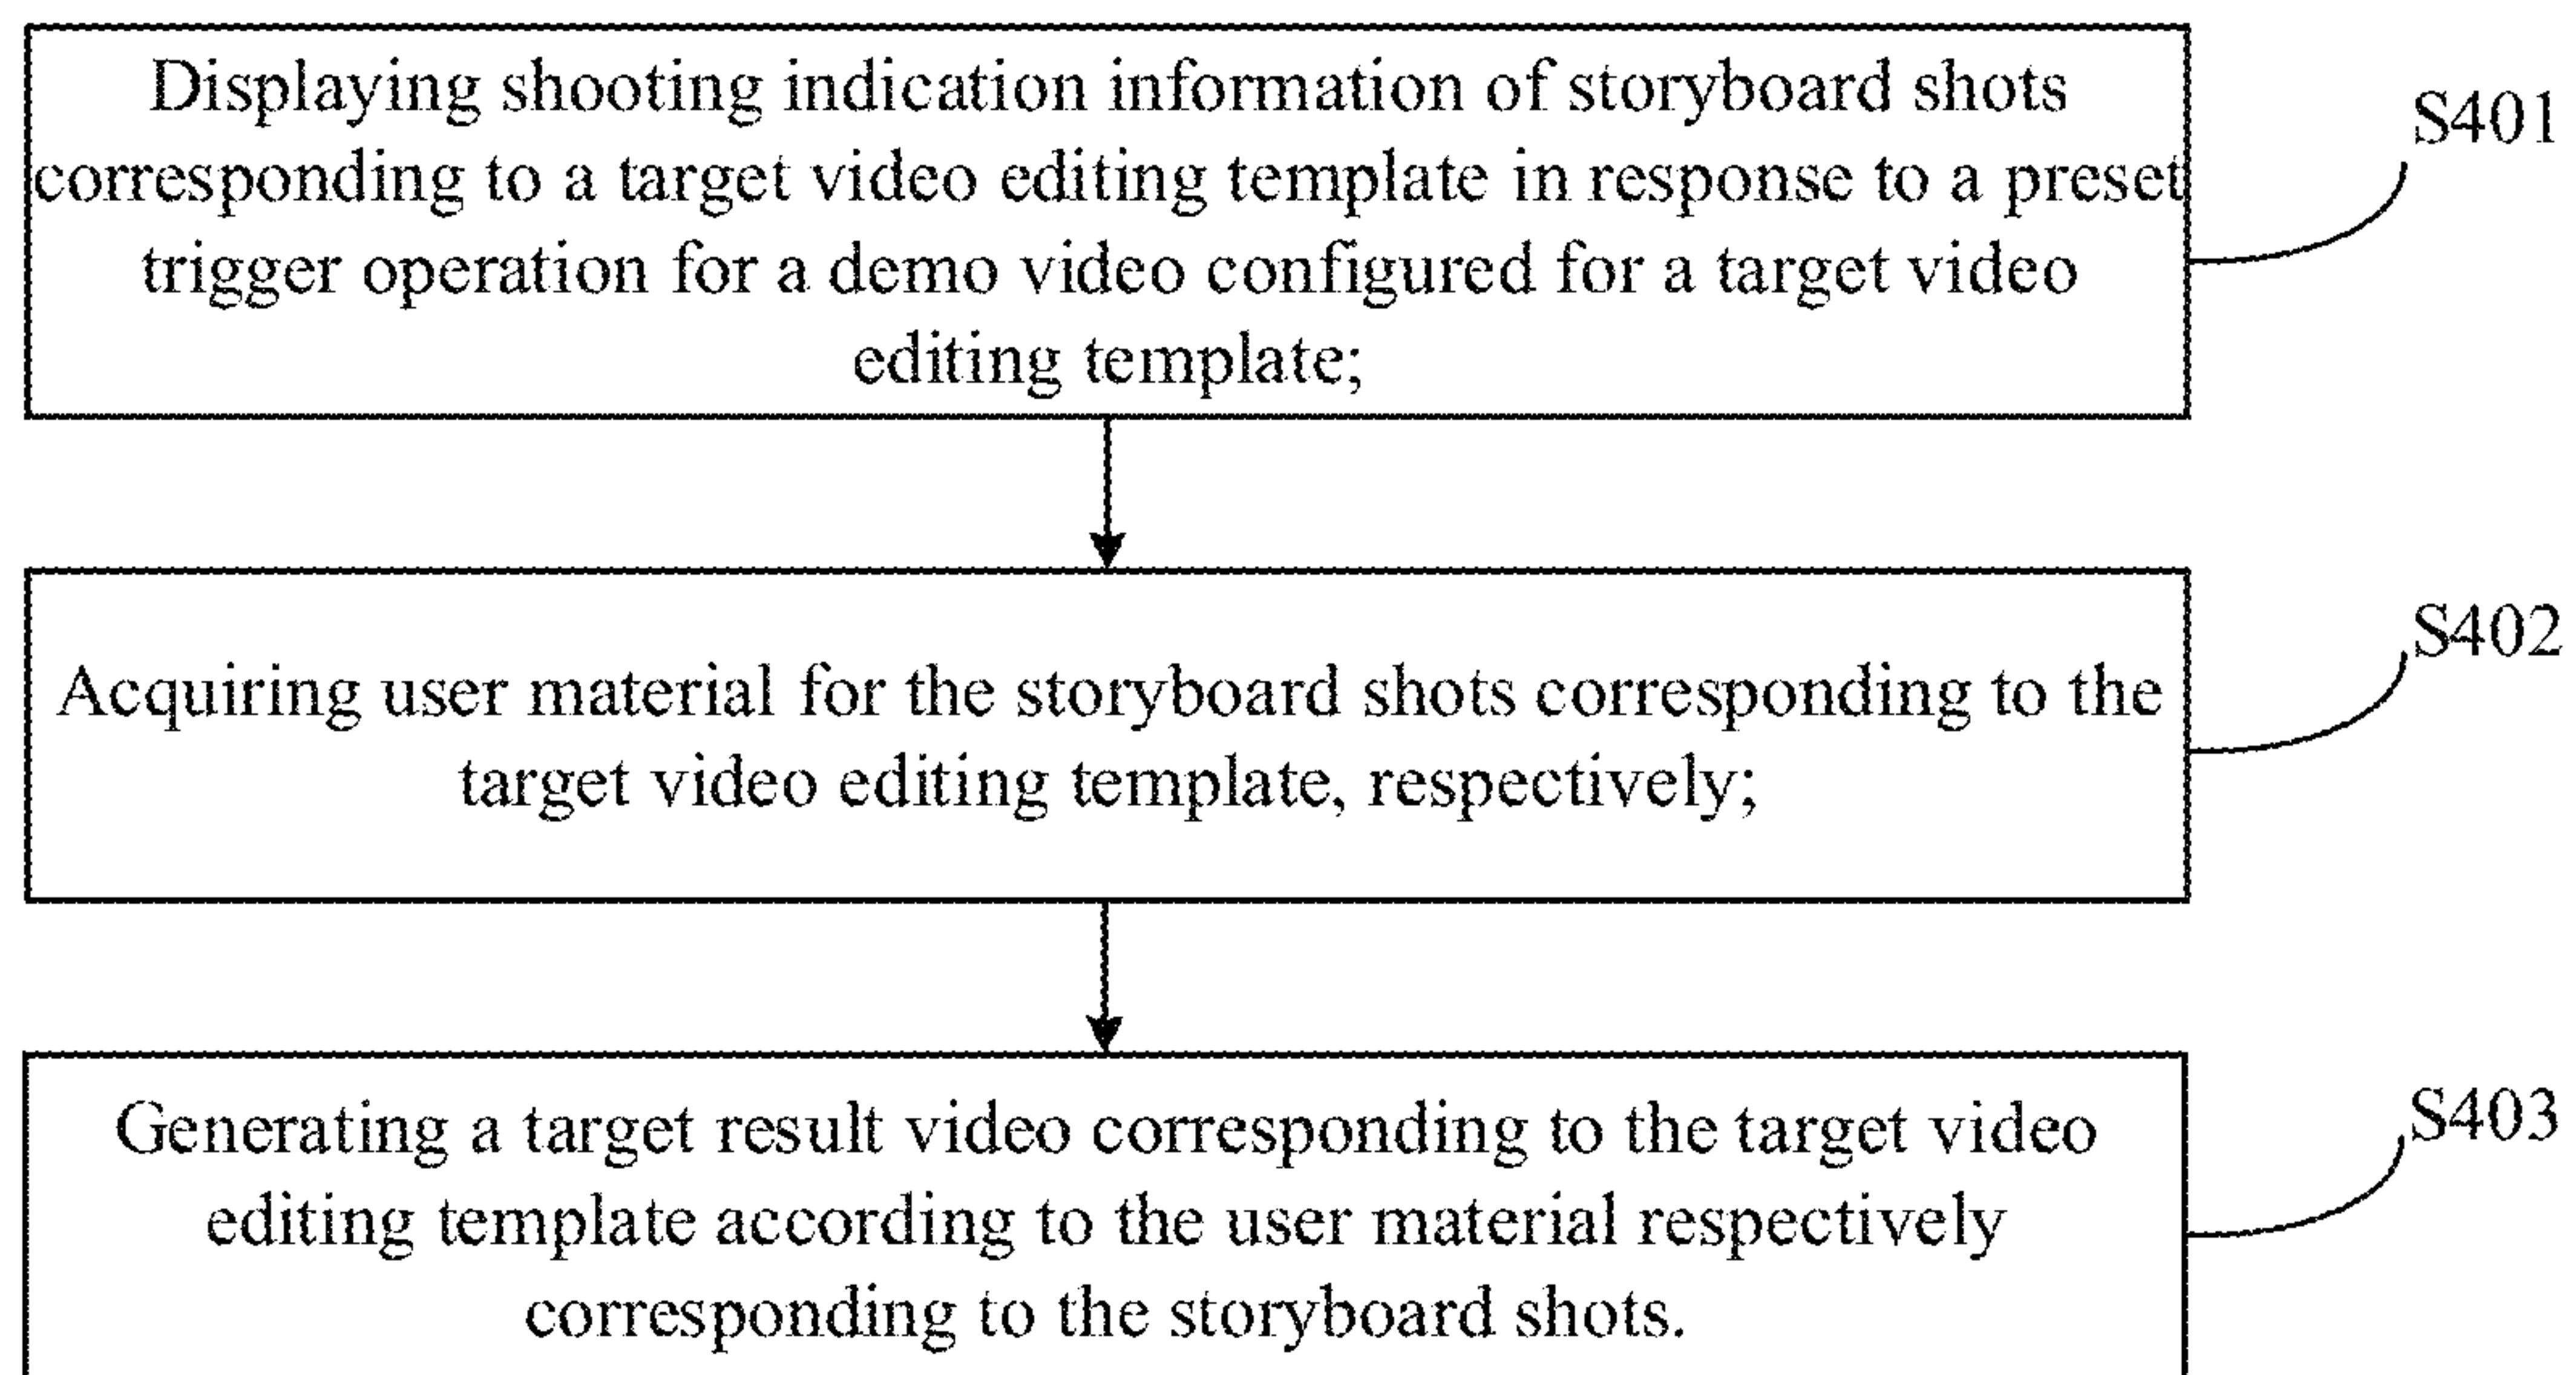 Displaying shooting indication information of storyboard shots
corresponding to a target video editing template in response to a preset
trigger operation for a demo video configured for a target video
editing template;
S401
Acquiring user material for the storyboard shots corresponding to the
target video editing template, respectively;
S402
Generating a target result video corresponding to the target video
editing template according to the user material respectively
corresponding to the storyboard shots.
S403